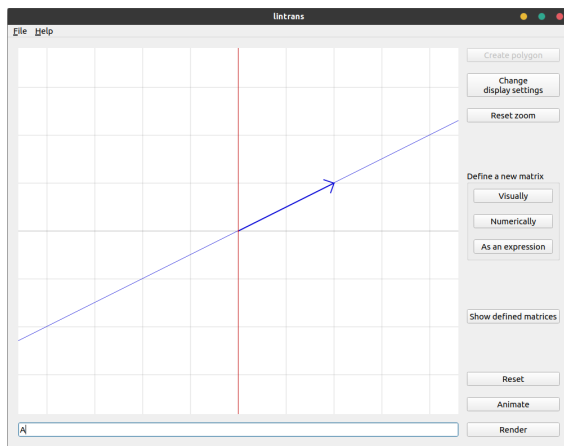 lintrans
File Help
Create polygon
Change
display settings
Reset zoom
Define a new matrix
Visually
Numerically
As an expression
Show defined matrices
Reset
Animate
A
Render